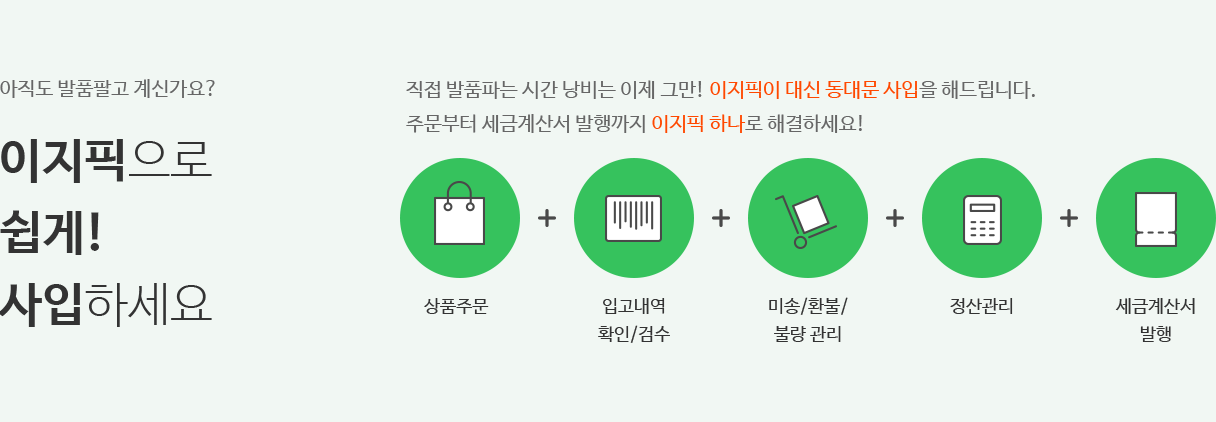 아직도 발품팔고 계신가요?
이지픽으로
쉽게!
사입하세요
직접 발품파는 시간 낭비는 이제 그만! 이지픽이 대신 동대문 사입을 해드립니다.
주문부터 세금계산서 발행까지 이지픽 하나로 해결하세요!
상품주문
입고내역
확인/검수
미송/환불/
불량 관리
정산관리
세금계산서
발행